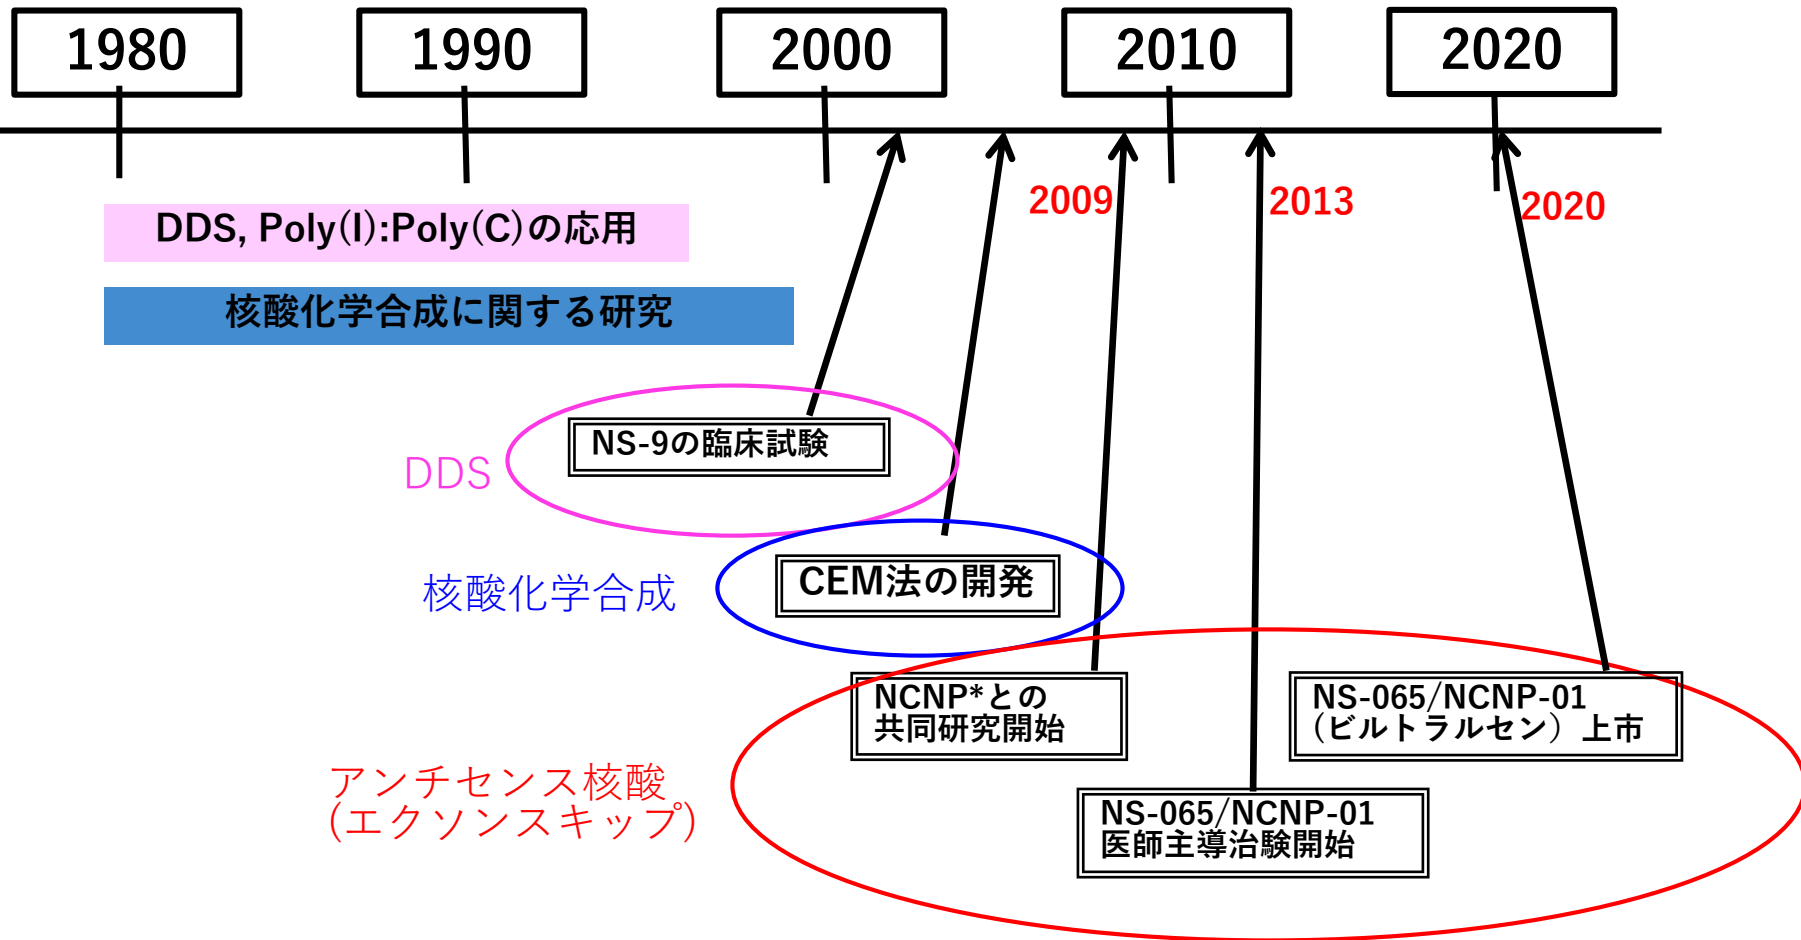 1980
1990
2000
2010
2020
2009
2013
2020
DDS, Poly(I):Poly(C)の応用
核酸化学合成に関する研究
NS-9の臨床試験
DDS
CEM法の開発
核酸化学合成
NCNP*との
共同研究開始
NS-065/NCNP-01
(ビルトラルセン）上市
アンチセンス核酸
(エクソンスキップ)
NS-065/NCNP-01
医師主導治験開始